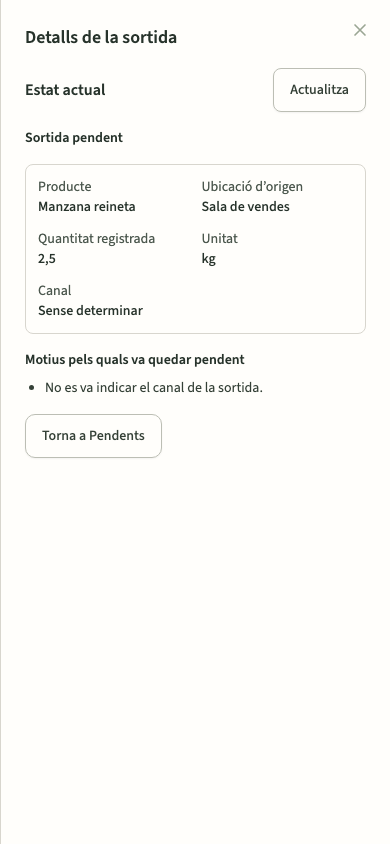 Detalls de la sortida
Estat actual
Actualitza
Sortida pendent
Producte
Manzana reineta
Ubicació d’origen
Sala de vendes
Quantitat registrada
2,5
Unitat
kg
Canal
Sense determinar
Motius pels quals va quedar pendent
• No es va indicar el canal de la sortida.
Torna a Pendents